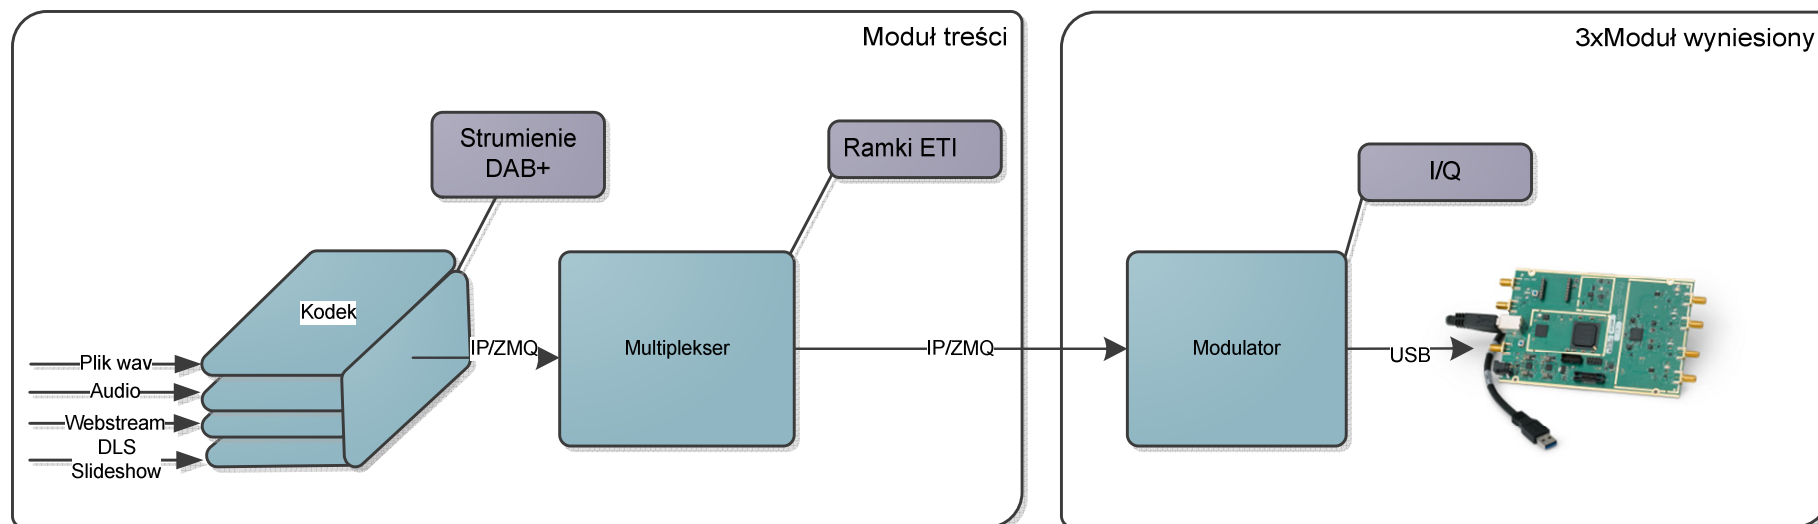 Moduł treści
3xModuł wyniesiony
Strumienie
DAB+
Ramki ETI
I/Q
Kodek
Plik wav
Audio
Webstream
DLS
Slideshow
IP/ZMQ
Multiplekser
IP/ZMQ
Modulator
USB